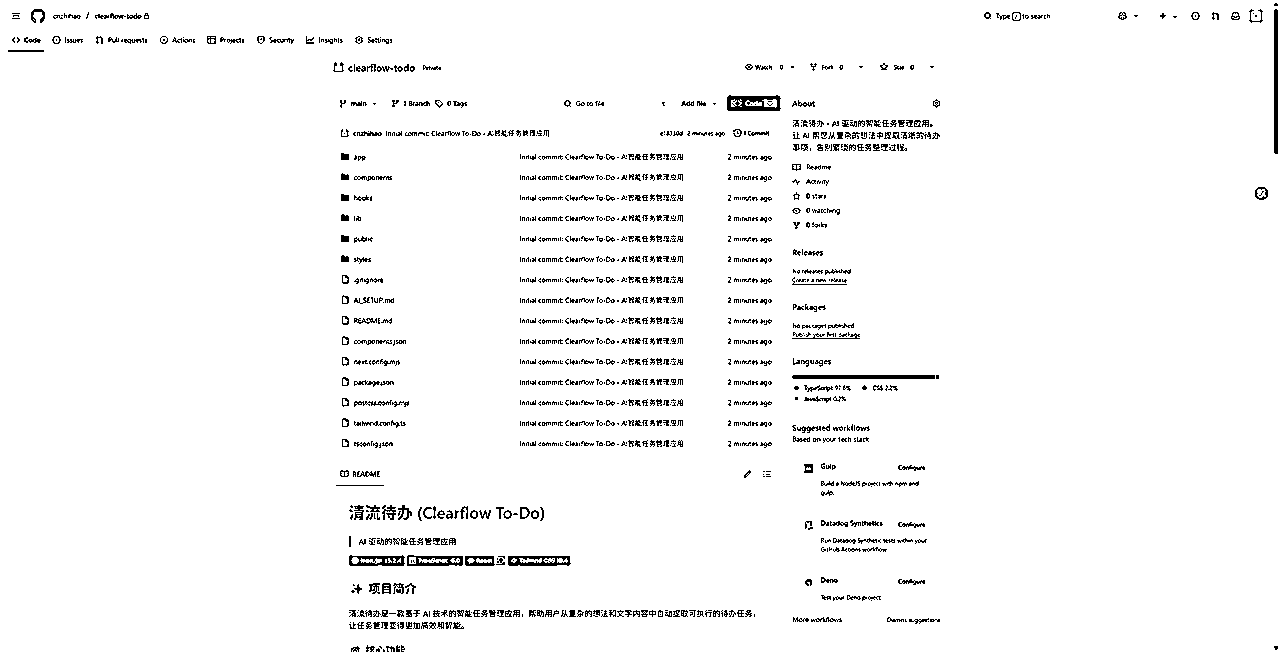 cnzhihao / clearflow-todo
Type / to search
Code Issues Pull requests Actions Projects Security Insights Settings
clearflow-todo Private
Watch 0 Fork 0 Star 0
main 1 Branch 0 Tags
Go to file
Add file
Code
cnzhihao Initial commit: Clearflow To-Do - AI智能任务管理应用 2 minutes ago 1 Commit
app Initial commit: Clearflow To-Do - AI智能任务管理应用 2 minutes ago
components Initial commit: Clearflow To-Do - AI智能任务管理应用 2 minutes ago
hooks Initial commit: Clearflow To-Do - AI智能任务管理应用 2 minutes ago
lib Initial commit: Clearflow To-Do - AI智能任务管理应用 2 minutes ago
public Initial commit: Clearflow To-Do - AI智能任务管理应用 2 minutes ago
styles Initial commit: Clearflow To-Do - AI智能任务管理应用 2 minutes ago
.gitignore Initial commit: Clearflow To-Do - AI智能任务管理应用 2 minutes ago
AI_SETUP.md Initial commit: Clearflow To-Do - AI智能任务管理应用 2 minutes ago
README.md Initial commit: Clearflow To-Do - AI智能任务管理应用 2 minutes ago
components.json Initial commit: Clearflow To-Do - AI智能任务管理应用 2 minutes ago
next.config.mjs Initial commit: Clearflow To-Do - AI智能任务管理应用 2 minutes ago
package.json Initial commit: Clearflow To-Do - AI智能任务管理应用 2 minutes ago
postcss.config.mjs Initial commit: Clearflow To-Do - AI智能任务管理应用 2 minutes ago
tailwind.config.ts Initial commit: Clearflow To-Do - AI智能任务管理应用 2 minutes ago
tsconfig.json Initial commit: Clearflow To-Do - AI智能任务管理应用 2 minutes ago
README
清流待办 (Clearflow To-Do)
AI 驱动的智能任务管理应用
项目简介
清流待办是一款基于 AI 技术的智能任务管理应用，帮助用户从复杂的想法和文字内容中自动提取可执行的待办任务，
让任务管理变得更加高效和智能。
核心功能
About
清流待办 - AI 驱动的智能任务管理应用。
让 AI 帮您从复杂的想法中提取清晰的待办
事项，告别繁琐的任务整理过程。
Readme
Activity
0 stars
0 watching
0 forks
Releases
No releases published
Create a new release
Packages
No packages published
Publish your first package
Languages
TypeScript 97.6% CSS 2.2%
JavaScript 0.2%
Suggested workflows
Based on your tech stack
Gulp Configure
Build a NodeJS project with npm and
gulp.
Datadog Synthetics Configure
Run Datadog Synthetic tests within your
GitHub Actions workflow
Deno Configure
Test your Deno project
More workflows Dismiss suggestions